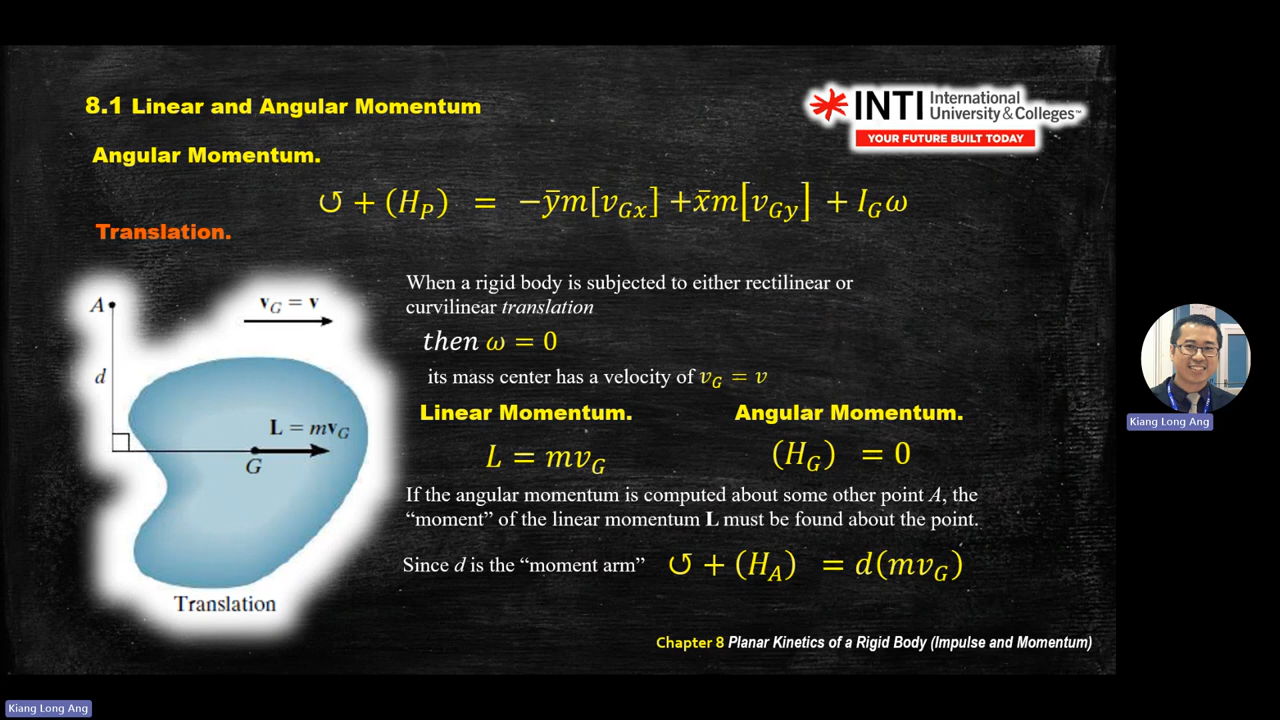 8.1 Linear and Angular Momentum
INTI International University & Colleges™
YOUR FUTURE BUILT TODAY
Angular Momentum.
↺ + (H_P) = −ȳm[v_Gx] + x̄m[v_Gy] + I_G ω
Translation.
When a rigid body is subjected to either rectilinear or
curvilinear translation
then ω = 0
its mass center has a velocity of v_G = v
Linear Momentum.
Angular Momentum.
L = mv_G
(H_G) = 0
If the angular momentum is computed about some other point A, the
“moment” of the linear momentum L must be found about the point.
Since d is the “moment arm” ↺ + (H_A) = d(mv_G)
A
v_G = v
d
L = mv_G
G
Translation
Chapter 8 Planar Kinetics of a Rigid Body (Impulse and Momentum)
Kiang Long Ang
Kiang Long Ang